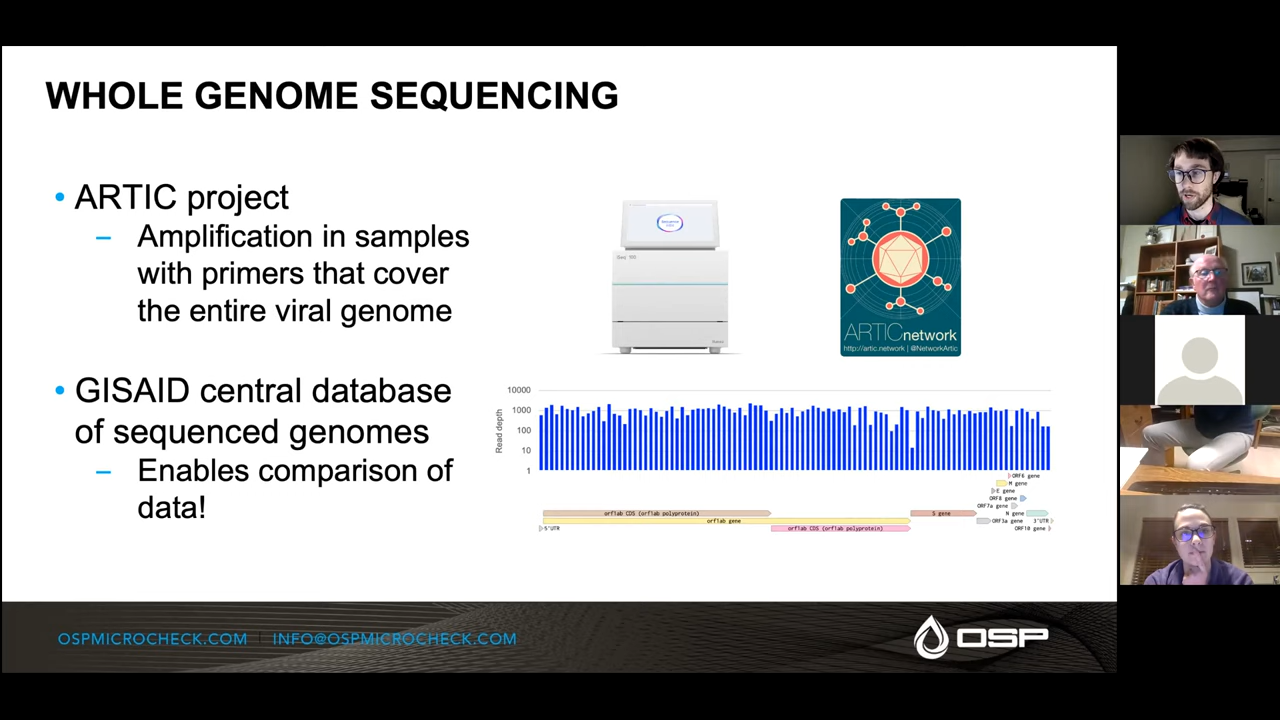 WHOLE GENOME SEQUENCING
• ARTIC project
– Amplification in samples
with primers that cover
the entire viral genome
• GISAID central database
of sequenced genomes
– Enables comparison of
data!
ARTICnetwork
http://artic.network | @NetworkArtic
Read depth
10000
1000
100
10
1
ORF6 gene
M gene
E gene
ORF8 gene
ORF7a gene
orf1ab CDS (orf1ab polyprotein)
S gene
N gene
orf1ab gene
ORF3a gene
3'UTR
5'UTR
orf1ab CDS (orf1ab polyprotein)
ORF10 gene
OSPMICROCHECK.COM | INFO@OSPMICROCHECK.COM
OSP